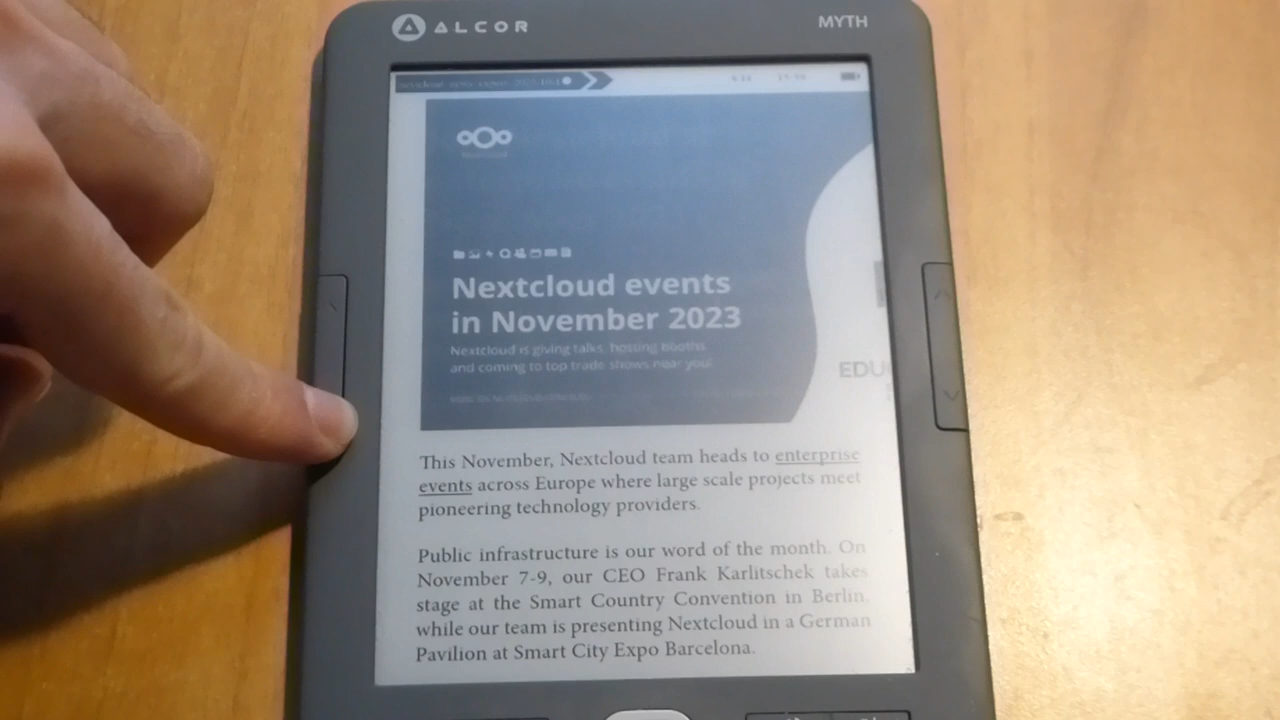 ALCOR
MYTH
Nextcloud events
in November 2023
Nextcloud is giving talks, hosting booths
and coming to top trade shows near you!
EDU
This November, Nextcloud team heads to enterprise
events across Europe where large scale projects meet
pioneering technology providers.
Public infrastructure is our word of the month. On
November 7-9, our CEO Frank Karlitschek takes
stage at the Smart Country Convention in Berlin,
while our team is presenting Nextcloud in a German
Pavilion at Smart City Expo Barcelona.